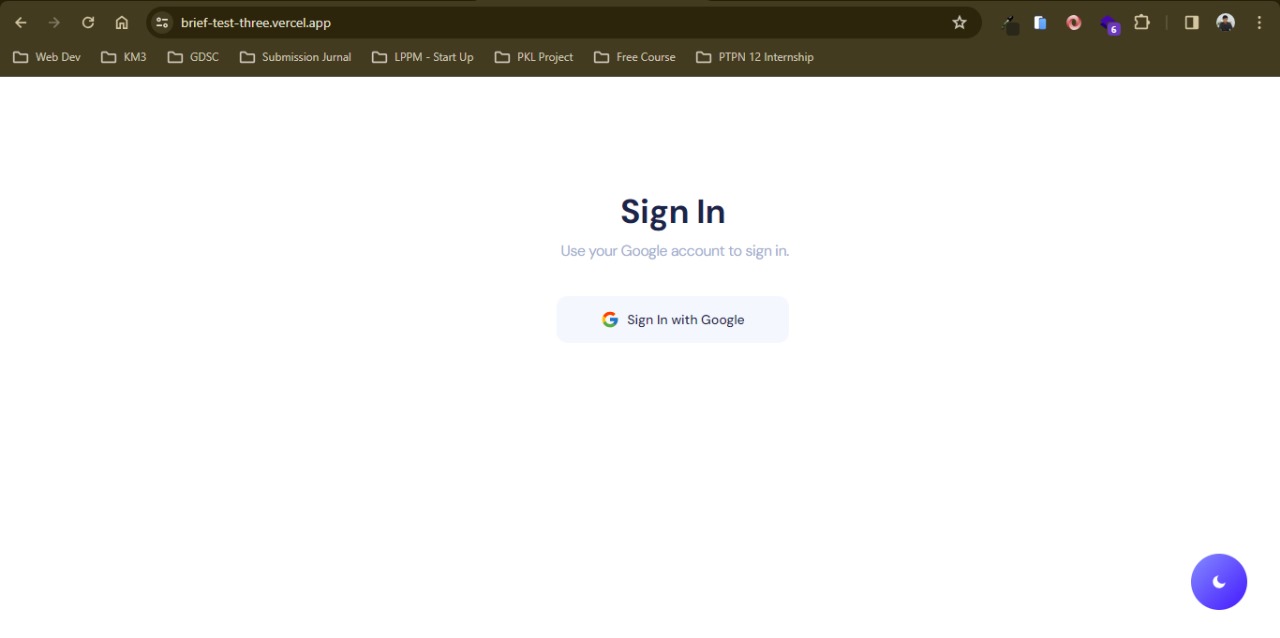 brief-test-three.vercel.app
6
Web Dev KM3 GDSC Submission Jurnal LPPM - Start Up PKL Project Free Course PTPN 12 Internship
Sign In
Use your Google account to sign in.
Sign In with Google